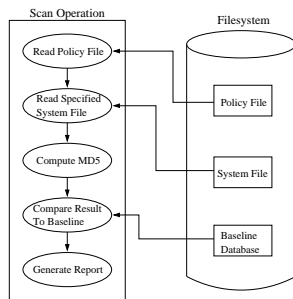 Scan Operation
Read Policy File
Read Specified
System File
Compute MD5
Compare Result
To Baseline
Generate Report
Filesystem
Policy File
System File
Baseline
Database